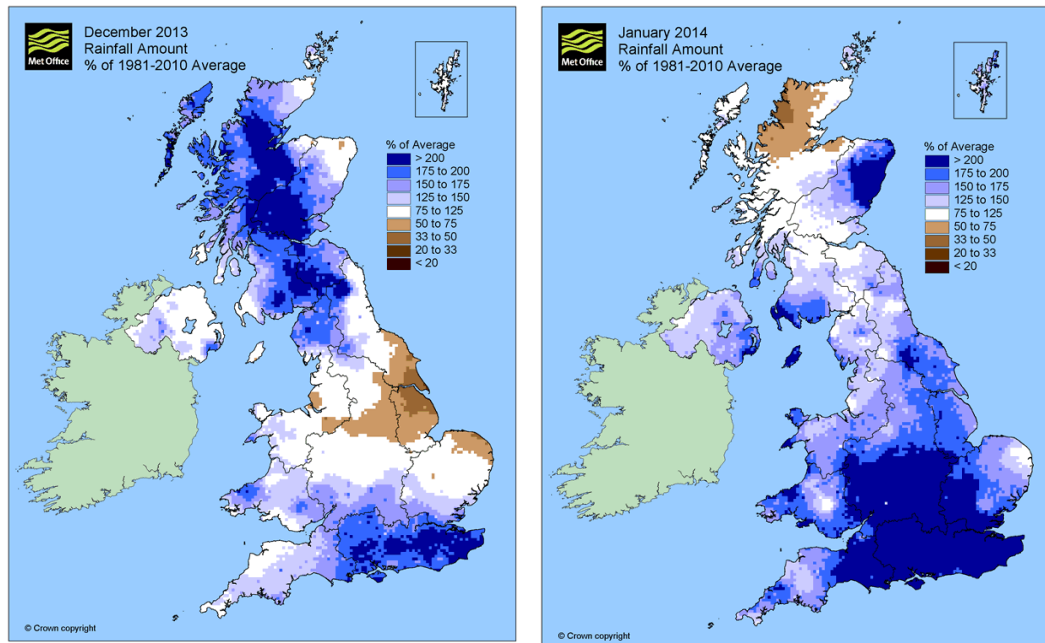 Met Office
December 2013
Rainfall Amount
% of 1981-2010 Average
% of Average
> 200
175 to 200
150 to 175
125 to 150
75 to 125
50 to 75
33 to 50
20 to 33
< 20
© Crown copyright
Met Office
January 2014
Rainfall Amount
% of 1981-2010 Average
% of Average
> 200
175 to 200
150 to 175
125 to 150
75 to 125
50 to 75
33 to 50
20 to 33
< 20
© Crown copyright